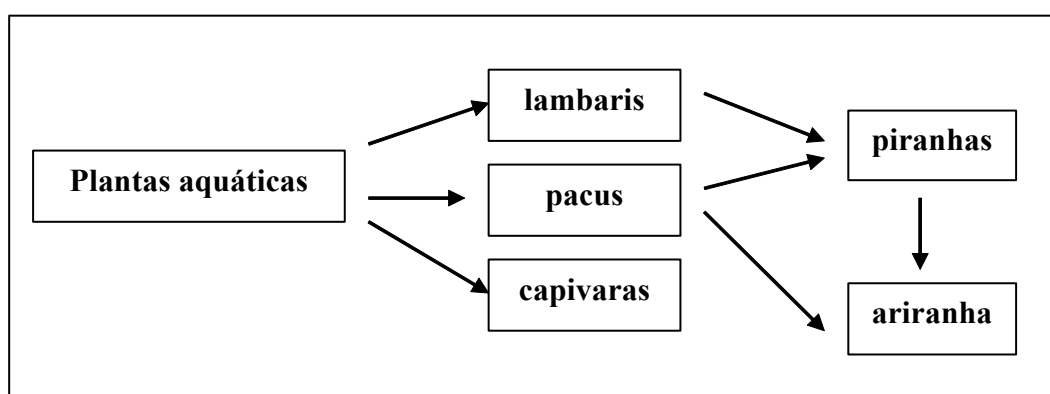 Plantas aquáticas
lambaris
pacus
capivaras
piranhas
ariranha